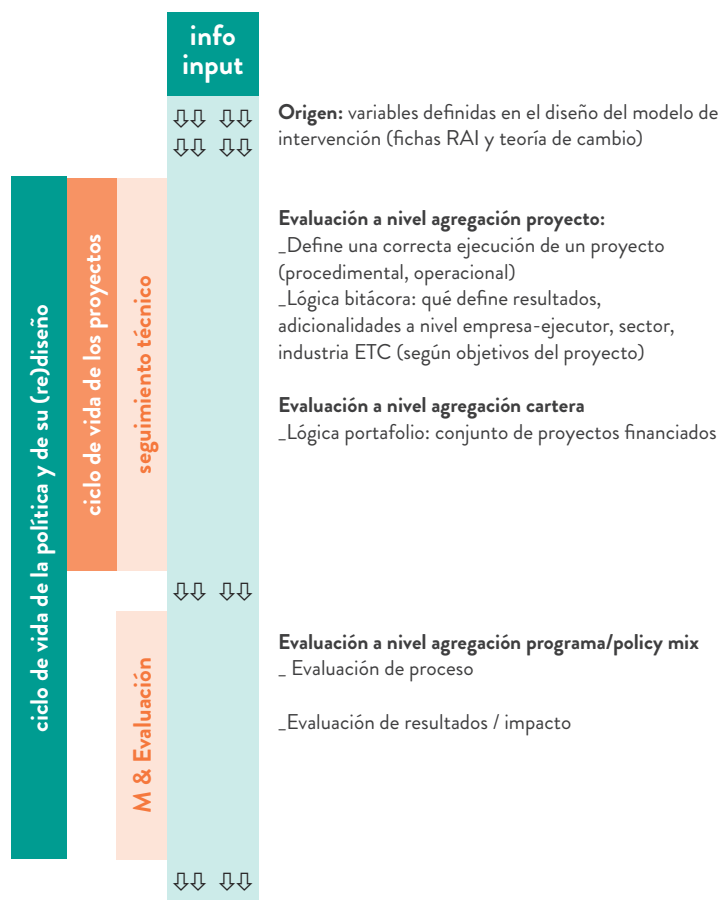 info
input
⇩⇩ ⇩⇩
⇩⇩ ⇩⇩
Origen: variables definidas en el diseño del modelo de
intervención (fichas RAI y teoría de cambio)
ciclo de vida de la política y de su (re)diseño
ciclo de vida de los proyectos
seguimiento técnico
Evaluación a nivel agregación proyecto:
_Define una correcta ejecución de un proyecto
(procedimental, operacional)
_Lógica bitácora: qué define resultados,
adicionalidades a nivel empresa-ejecutor, sector,
industria ETC (según objetivos del proyecto)
Evaluación a nivel agregación cartera
_Lógica portafolio: conjunto de proyectos financiados
⇩⇩ ⇩⇩
M & Evaluación
Evaluación a nivel agregación programa/policy mix
_ Evaluación de proceso
_Evaluación de resultados / impacto
⇩⇩ ⇩⇩